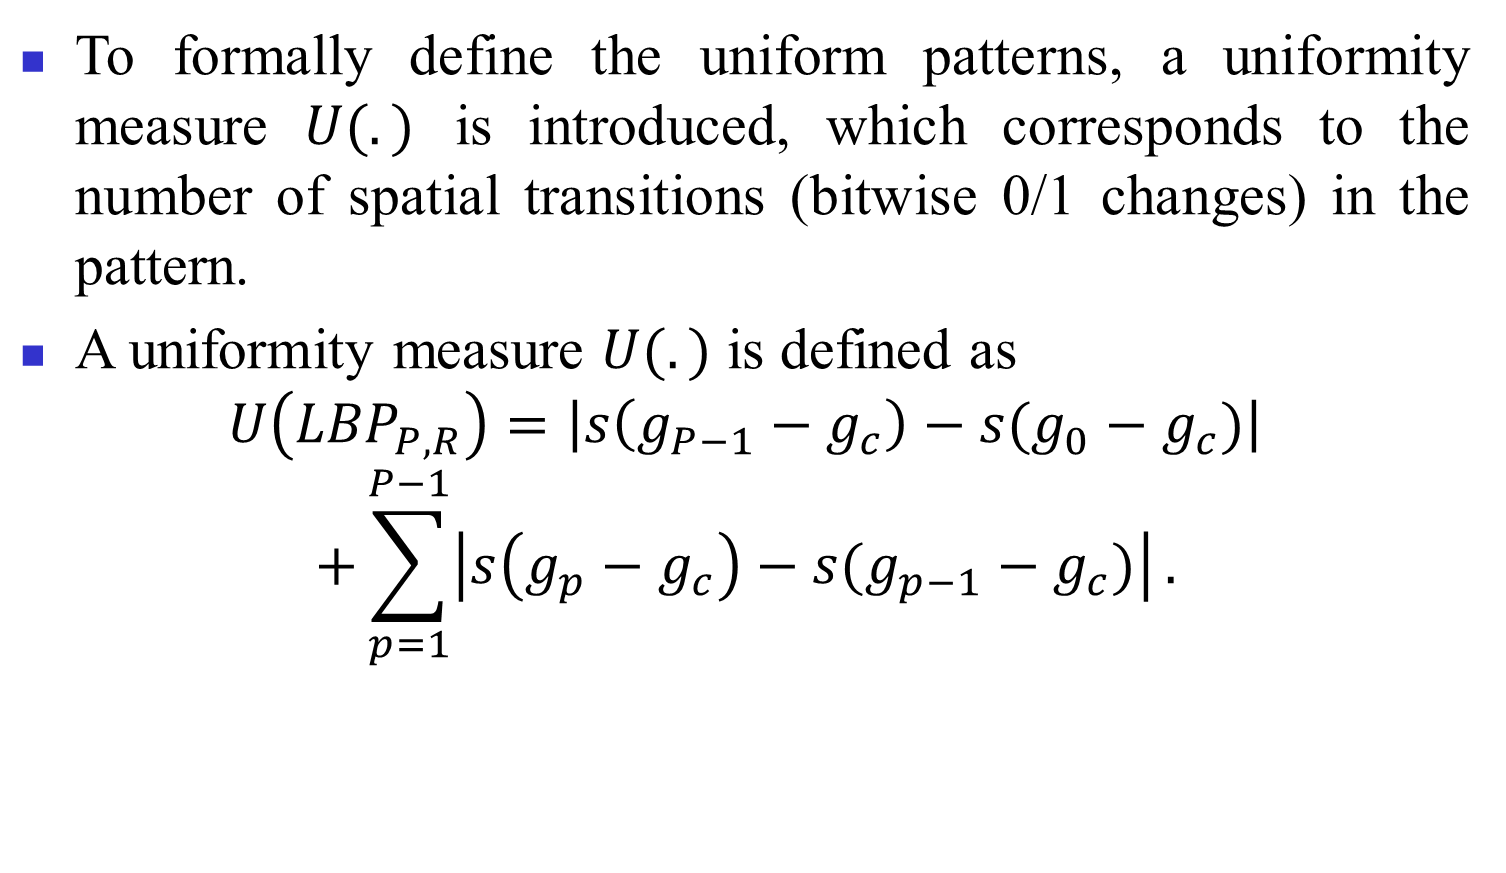 ▪ To formally define the uniform patterns, a uniformity
measure U(.) is introduced, which corresponds to the
number of spatial transitions (bitwise 0/1 changes) in the
pattern.
▪ A uniformity measure U(.) is defined as
U(LBP_{P,R}) = |s(g_{P−1} − g_c) − s(g_0 − g_c)|
+ \sum_{p=1}^{P−1} |s(g_p − g_c) − s(g_{p−1} − g_c)|.